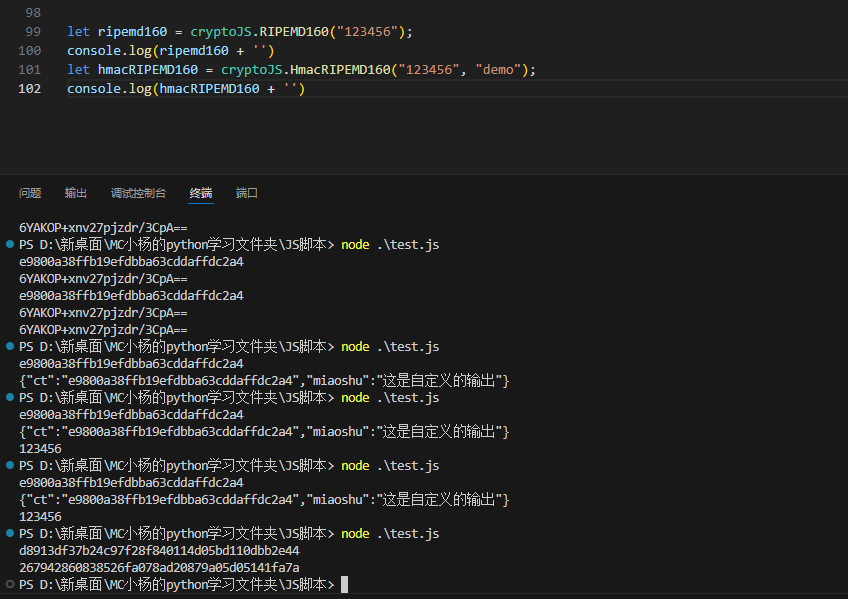 98
99 let ripemd160 = cryptoJS.RIPEMD160("123456");
100 console.log(ripemd160 + '')
101 let hmacRIPEMD160 = cryptoJS.HmacRIPEMD160("123456", "demo");
102 console.log(hmacRIPEMD160 + '')
问题 输出 调试控制台 终端 端口
6YAKOP+xnv27pjzdr/3CpA==
PS D:\新桌面\MC小杨的python学习文件夹\JS脚本> node .\test.js
e9800a38ffb19efdbba63cddaffdc2a4
6YAKOP+xnv27pjzdr/3CpA==
e9800a38ffb19efdbba63cddaffdc2a4
6YAKOP+xnv27pjzdr/3CpA==
6YAKOP+xnv27pjzdr/3CpA==
PS D:\新桌面\MC小杨的python学习文件夹\JS脚本> node .\test.js
e9800a38ffb19efdbba63cddaffdc2a4
{"ct":"e9800a38ffb19efdbba63cddaffdc2a4","miaoshu":"这是自定义的输出"}
PS D:\新桌面\MC小杨的python学习文件夹\JS脚本> node .\test.js
e9800a38ffb19efdbba63cddaffdc2a4
{"ct":"e9800a38ffb19efdbba63cddaffdc2a4","miaoshu":"这是自定义的输出"}
123456
PS D:\新桌面\MC小杨的python学习文件夹\JS脚本> node .\test.js
e9800a38ffb19efdbba63cddaffdc2a4
{"ct":"e9800a38ffb19efdbba63cddaffdc2a4","miaoshu":"这是自定义的输出"}
123456
PS D:\新桌面\MC小杨的python学习文件夹\JS脚本> node .\test.js
d8913df37b24c97f28f840114d05bd110dbb2e44
267942860838526fa078ad20879a05d05141fa7a
PS D:\新桌面\MC小杨的python学习文件夹\JS脚本>